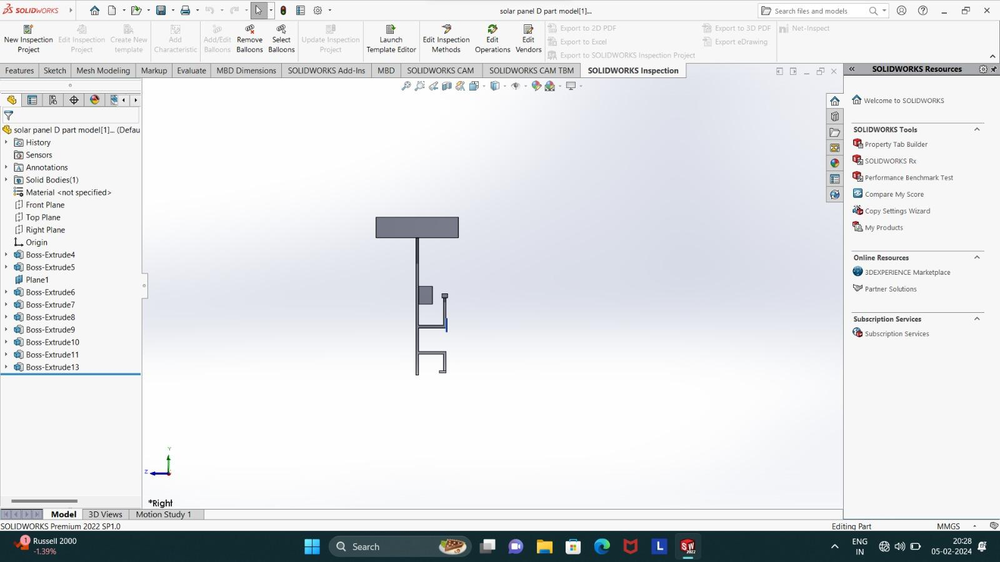 SOLIDWORKS
solar panel D part model[1]...
Search files and models
New Inspection Project
Edit Inspection Project
Create New template
Add Characteristic
Add/Edit Balloons
Remove Balloons
Select Balloons
Update Inspection Project
Launch Template Editor
Edit Inspection Methods
Edit Operations
Edit Vendors
Export to 2D PDF
Export to Excel
Export to SOLIDWORKS Inspection Project
Export to 3D PDF
Export eDrawing
Net-Inspect
Features
Sketch
Mesh Modeling
Markup
Evaluate
MBD Dimensions
SOLIDWORKS Add-Ins
MBD
SOLIDWORKS CAM
SOLIDWORKS CAM TBM
SOLIDWORKS Inspection
solar panel D part model[1]... (Defau
History
Sensors
Annotations
Solid Bodies(1)
Material <not specified>
Front Plane
Top Plane
Right Plane
Origin
Boss-Extrude4
Boss-Extrude5
Plane1
Boss-Extrude6
Boss-Extrude7
Boss-Extrude8
Boss-Extrude9
Boss-Extrude10
Boss-Extrude11
Boss-Extrude13
Y
Z
*Right
SOLIDWORKS Resources
Welcome to SOLIDWORKS
SOLIDWORKS Tools
Property Tab Builder
SOLIDWORKS Rx
Performance Benchmark Test
Compare My Score
Copy Settings Wizard
My Products
Online Resources
3DEXPERIENCE Marketplace
Partner Solutions
Subscription Services
Subscription Services
Model
3D Views
Motion Study 1
SOLIDWORKS Premium 2022 SP1.0
Editing Part
MMGS
1
Russell 2000
-1.39%
Search
L
SW
2022
ENG
IN
20:28
05-02-2024